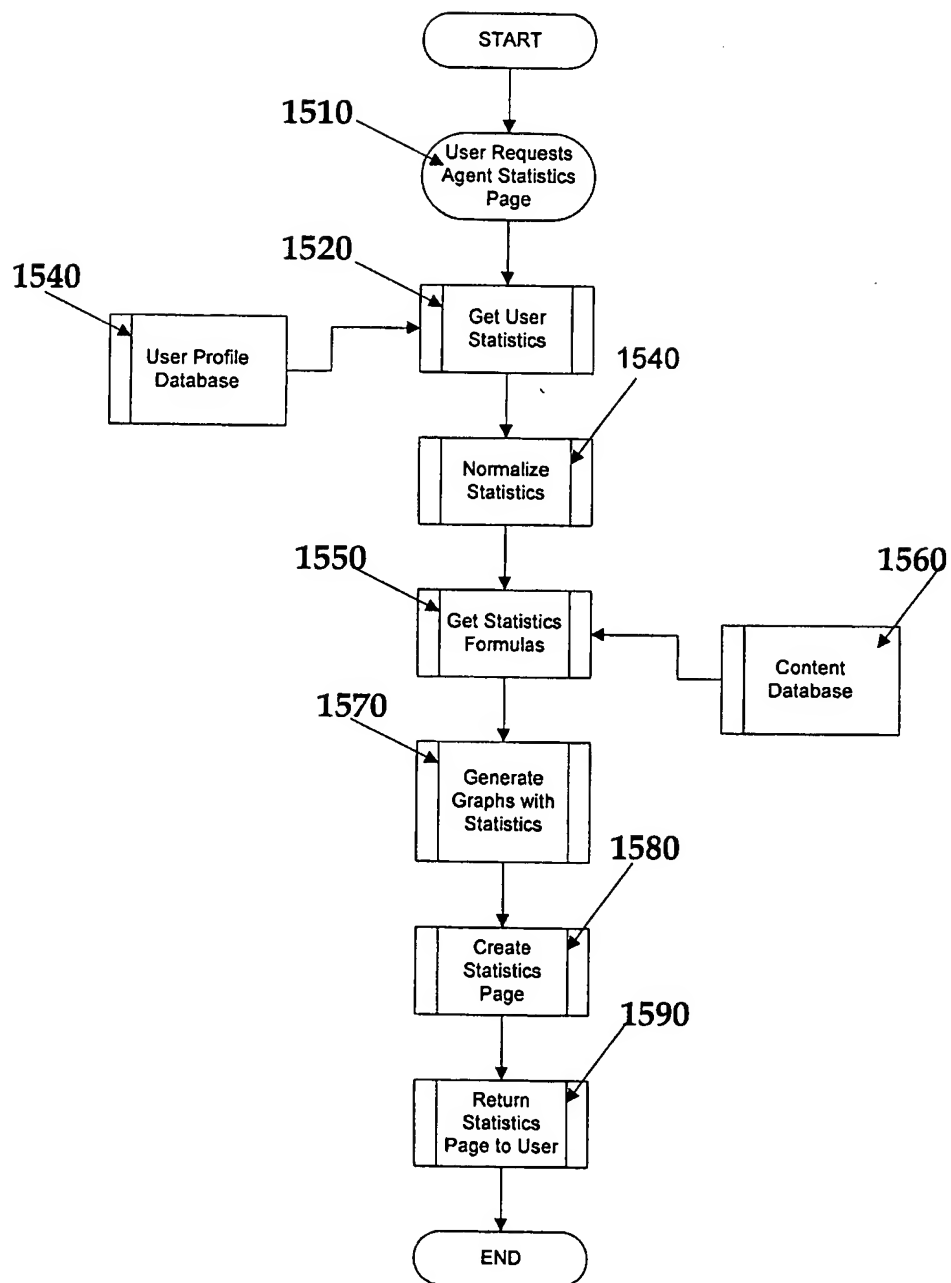 START
1510
User Requests
Agent Statistics
Page
1520
1540
Get User
Statistics
User Profile
Database
1540
Normalize
Statistics
1550
1560
Get Statistics
Formulas
Content
Database
1570
Generate
Graphs with
Statistics
1580
Create
Statistics
Page
1590
Return
Statistics
Page to User
END